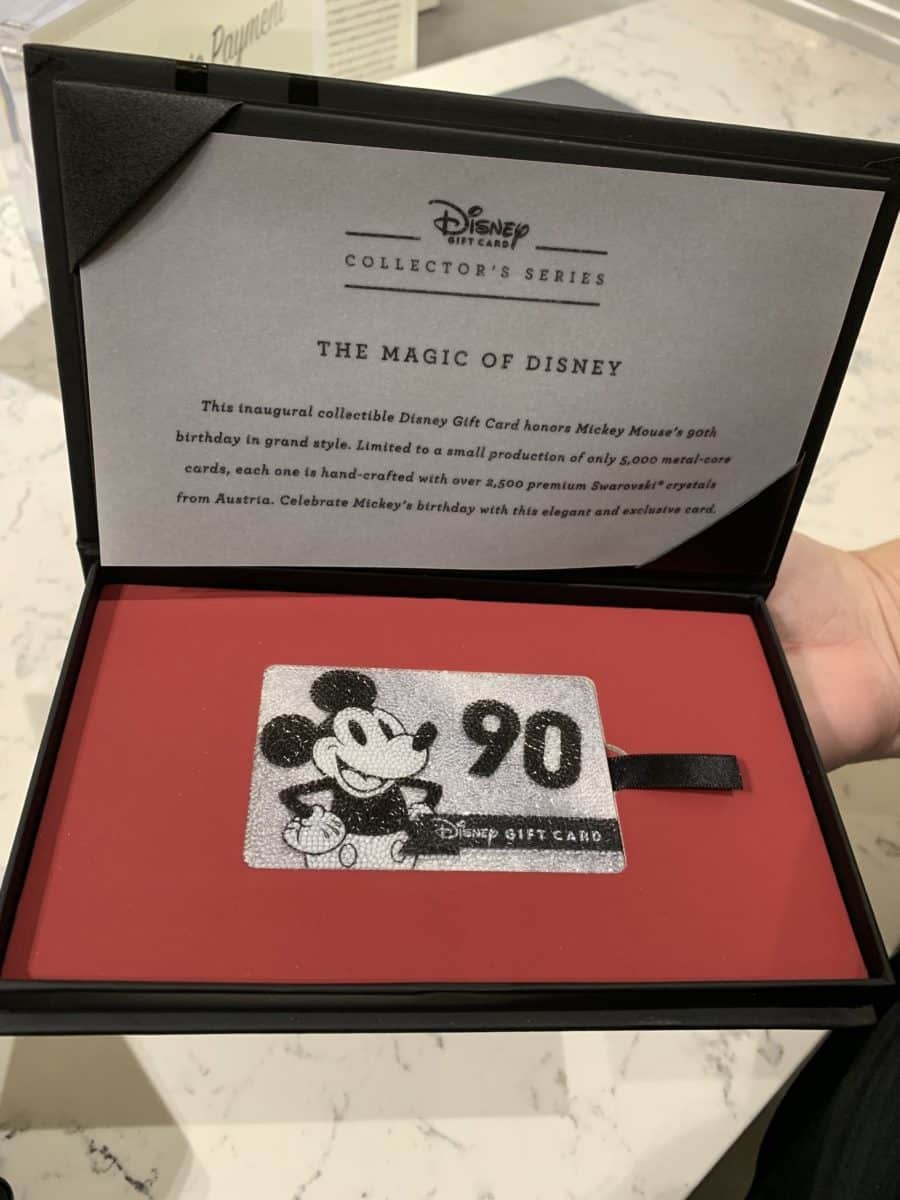 Payment
Disney
GIFT CARD
COLLECTOR'S SERIES
THE MAGIC OF DISNEY
This inaugural collectible Disney Gift Card honors Mickey Mouse's 90th
birthday in grand style. Limited to a small production of only 5,000 metal-core
cards, each one is hand-crafted with over 2,500 premium Swarovski® crystals
from Austria. Celebrate Mickey's birthday with this elegant and exclusive card.
90
Disney GIFT CARD